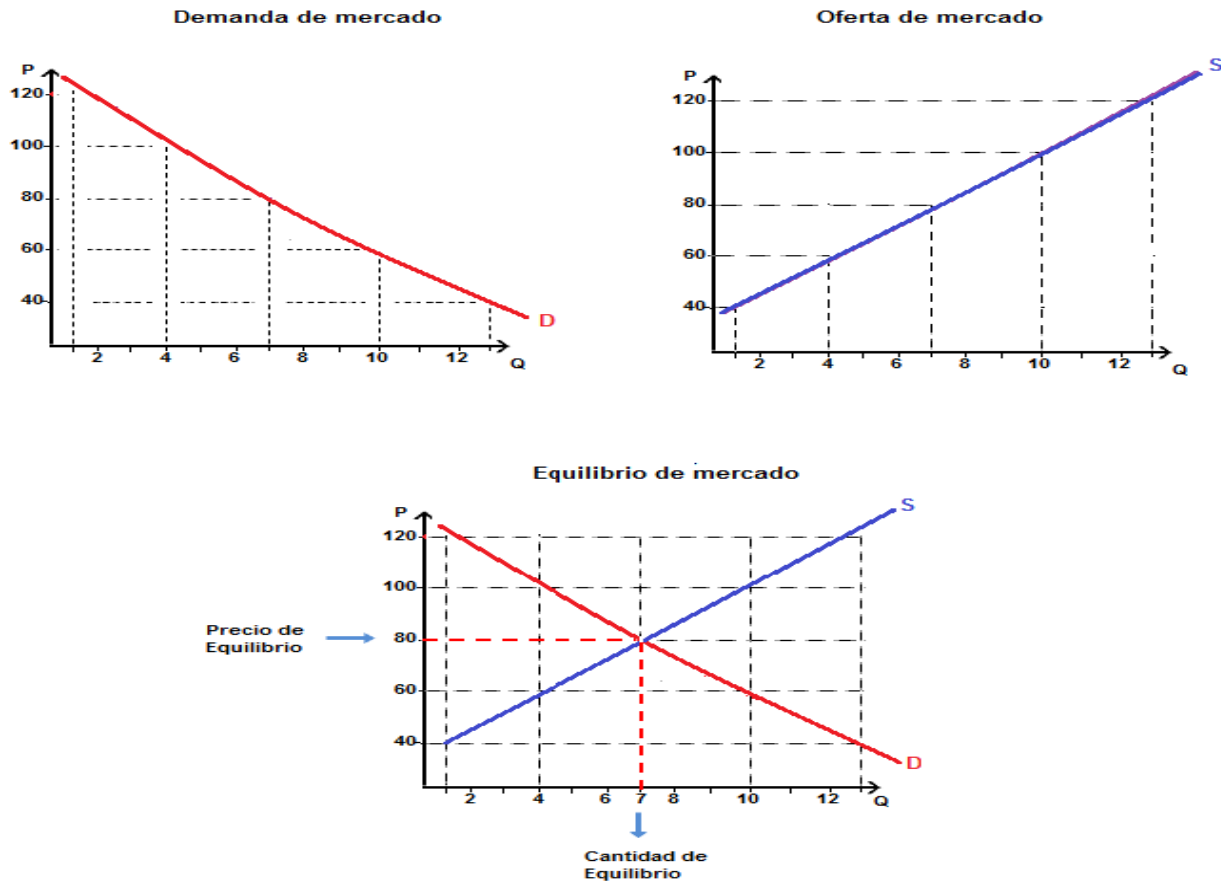 Demanda de mercado
P
120
100
80
60
40
2 4 6 8 10 12
Q
D
Oferta de mercado
S
P
120
100
80
60
40
2 4 6 8 10 12
Q
Equilibrio de mercado
P
S
120
100
80
60
40
Precio de
Equilibrio
2 4 6 7 8 10 12
Q
D
Cantidad de
Equilibrio